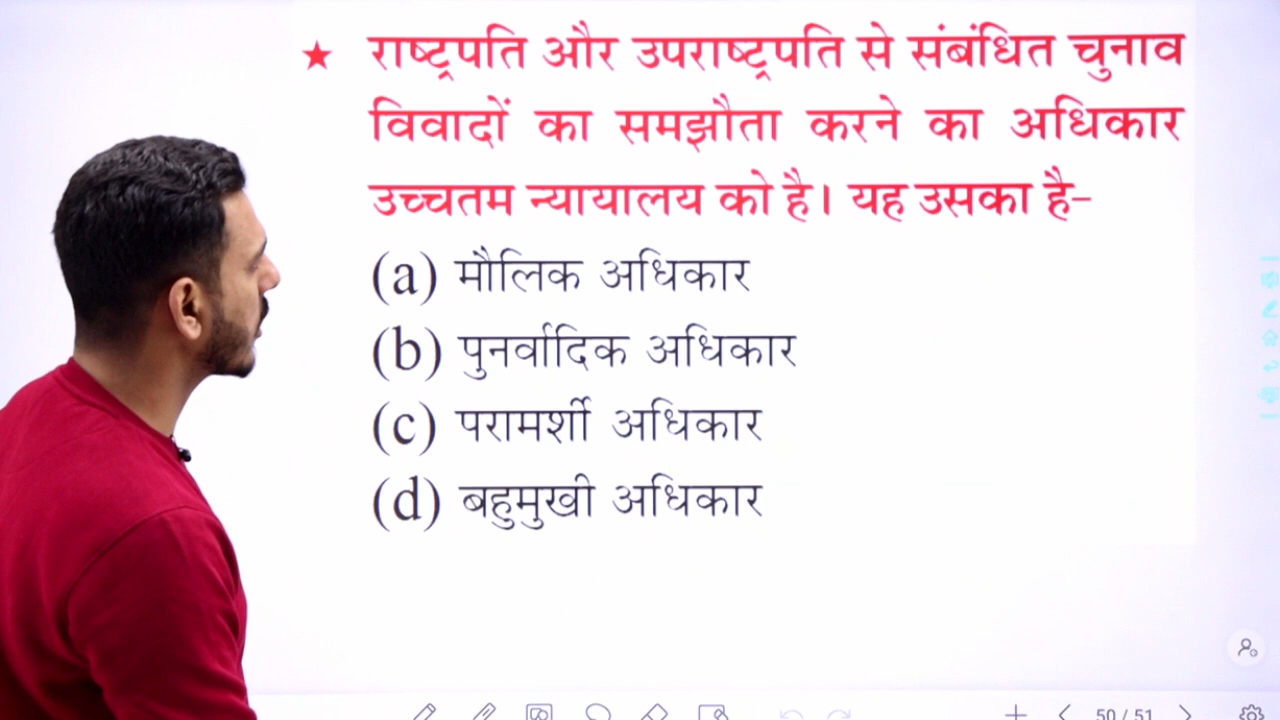 ★ राष्ट्रपति और उपराष्ट्रपति से संबंधित चुनाव
विवादों का समझौता करने का अधिकार
उच्चतम न्यायालय को है। यह उसका है-
(a) मौलिक अधिकार
(b) पुनर्वादिक अधिकार
(c) परामर्शी अधिकार
(d) बहुमुखी अधिकार
50 / 51